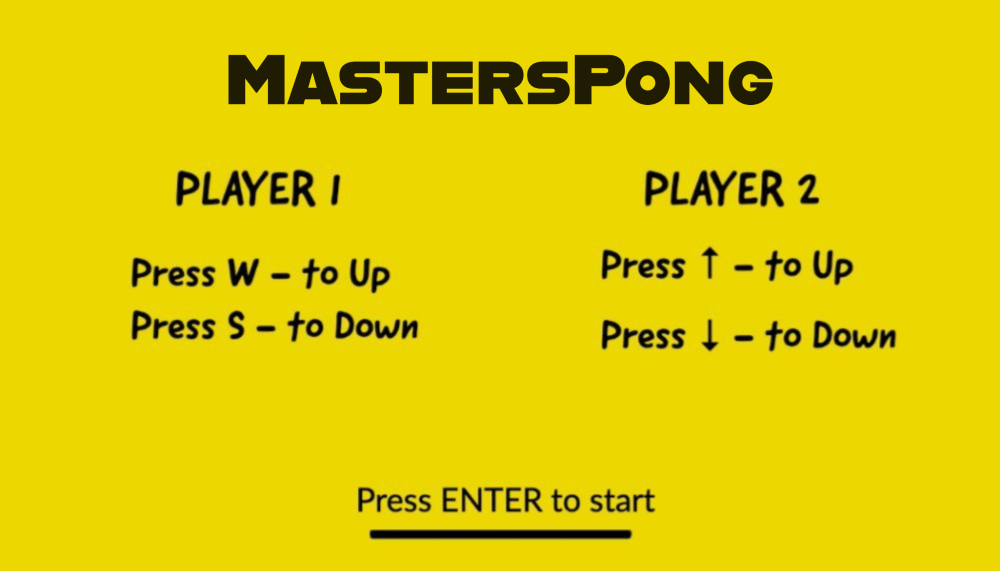 MASTERSPONG
PLAYER 1
Press W – to Up
Press S – to Down
PLAYER 2
Press ↑ – to Up
Press ↓ – to Down
Press ENTER to start